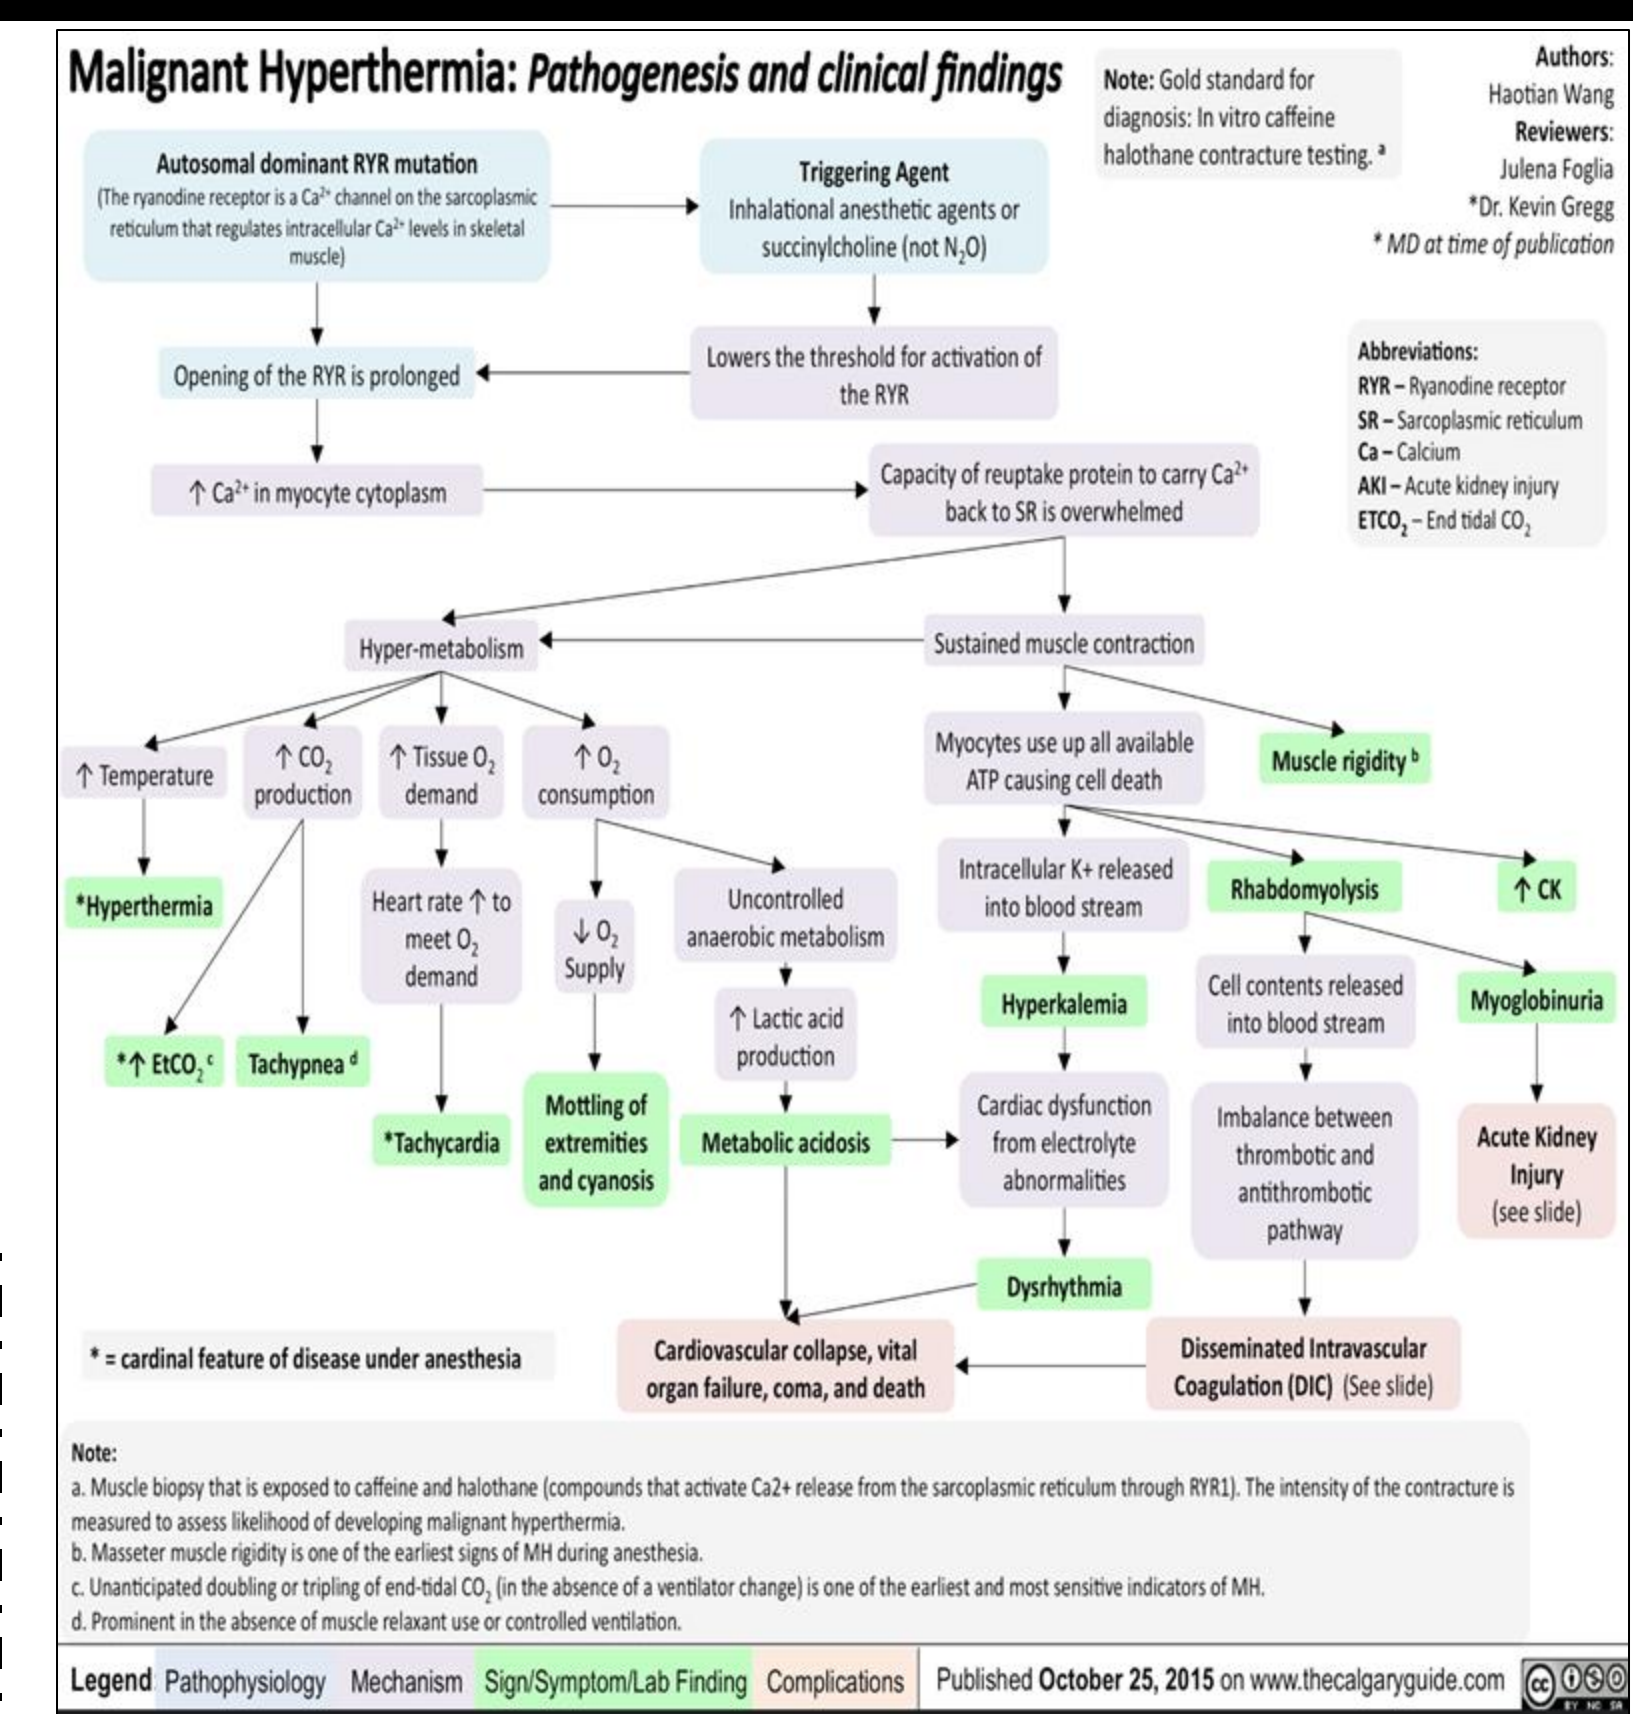 Malignant Hyperthermia: Pathogenesis and clinical findings
Note: Gold standard for
diagnosis: In vitro caffeine
halothane contracture testing. ª
Authors:
Haotian Wang
Reviewers:
Julena Foglia
*Dr. Kevin Gregg
* MD at time of publication
Autosomal dominant RYR mutation
(The ryanodine receptor is a Ca²⁺ channel on the sarcoplasmic
reticulum that regulates intracellular Ca²⁺ levels in skeletal
muscle)
Triggering Agent
Inhalational anesthetic agents or
succinylcholine (not N₂O)
Opening of the RYR is prolonged
Lowers the threshold for activation of
the RYR
Abbreviations:
RYR – Ryanodine receptor
SR – Sarcoplasmic reticulum
Ca – Calcium
AKI – Acute kidney injury
ETCO₂ – End tidal CO₂
↑ Ca²⁺ in myocyte cytoplasm
Capacity of reuptake protein to carry Ca²⁺
back to SR is overwhelmed
Hyper-metabolism
Sustained muscle contraction
↑ Temperature
↑ CO₂
production
↑ Tissue O₂
demand
↑ O₂
consumption
Myocytes use up all available
ATP causing cell death
Muscle rigidity ᵇ
*Hyperthermia
Heart rate ↑ to
meet O₂
demand
↓ O₂
Supply
Uncontrolled
anaerobic metabolism
Intracellular K+ released
into blood stream
Rhabdomyolysis
↑ CK
*↑ EtCO₂ ᶜ
Tachypnea ᵈ
*Tachycardia
Mottling of
extremities
and cyanosis
↑ Lactic acid
production
Metabolic acidosis
Hyperkalemia
Cardiac dysfunction
from electrolyte
abnormalities
Dysrhythmia
Cell contents released
into blood stream
Imbalance between
thrombotic and
antithrombotic
pathway
Myoglobinuria
Acute Kidney
Injury
(see slide)
* = cardinal feature of disease under anesthesia
Cardiovascular collapse, vital
organ failure, coma, and death
Disseminated Intravascular
Coagulation (DIC) (See slide)
Note:
a. Muscle biopsy that is exposed to caffeine and halothane (compounds that activate Ca2+ release from the sarcoplasmic reticulum through RYR1). The intensity of the contracture is
measured to assess likelihood of developing malignant hyperthermia.
b. Masseter muscle rigidity is one of the earliest signs of MH during anesthesia.
c. Unanticipated doubling or tripling of end-tidal CO₂ (in the absence of a ventilator change) is one of the earliest and most sensitive indicators of MH.
d. Prominent in the absence of muscle relaxant use or controlled ventilation.
Legend Pathophysiology Mechanism Sign/Symptom/Lab Finding Complications
Published October 25, 2015 on www.thecalgaryguide.com
cc
BY NC SA